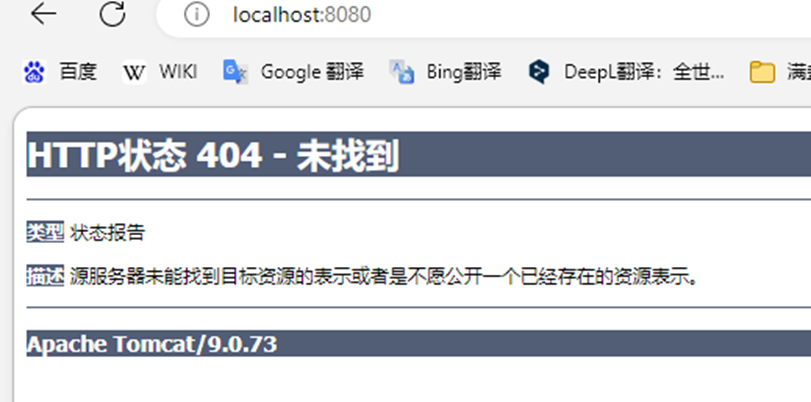 localhost:8080
百度 WIKI Google 翻译 Bing翻译 DeepL翻译：全世...
HTTP状态 404 - 未找到
类型 状态报告
描述 源服务器未能找到目标资源的表示或者是不愿公开一个已经存在的资源表示。
Apache Tomcat/9.0.73